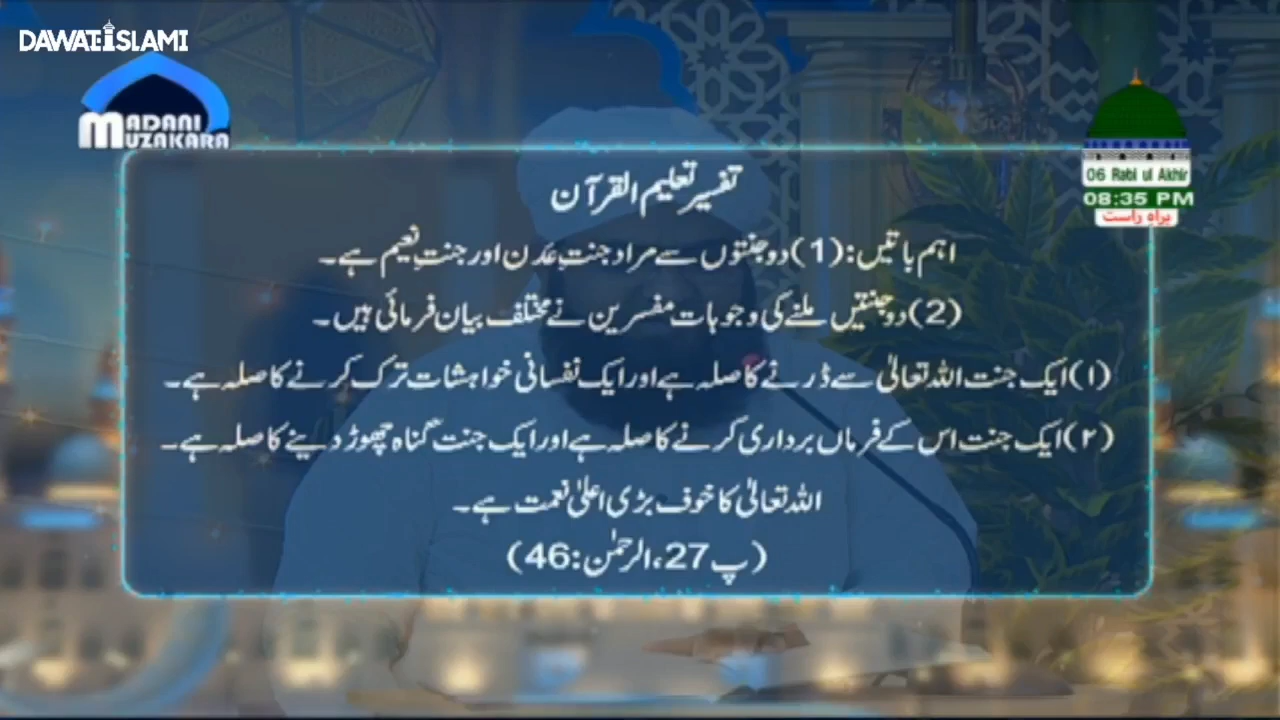 DAWATEISLAMI
MADANI
MUZAKARA
06 Rabi ul Akhir
08:35 PM
براہِ راست
تفسیر تعلیم القرآن
اہم باتیں: (1) دو جنتوں سے مراد جنتِ عدن اور جنتِ نعیم ہے۔
(2) دو جنتیں ملنے کی وجوہات مفسرین نے مختلف بیان فرمائی ہیں۔
(۱) ایک جنت اللہ تعالیٰ سے ڈرنے کا صلہ ہے اور ایک نفسانی خواہشات ترک کرنے کا صلہ ہے۔
(۲) ایک جنت اس کے فرماں برداری کرنے کا صلہ ہے اور ایک جنت گناہ چھوڑ دینے کا صلہ ہے۔
اللہ تعالیٰ کا خوف بڑی اعلیٰ نعمت ہے۔
(پ 27، الرحمٰن: 46)